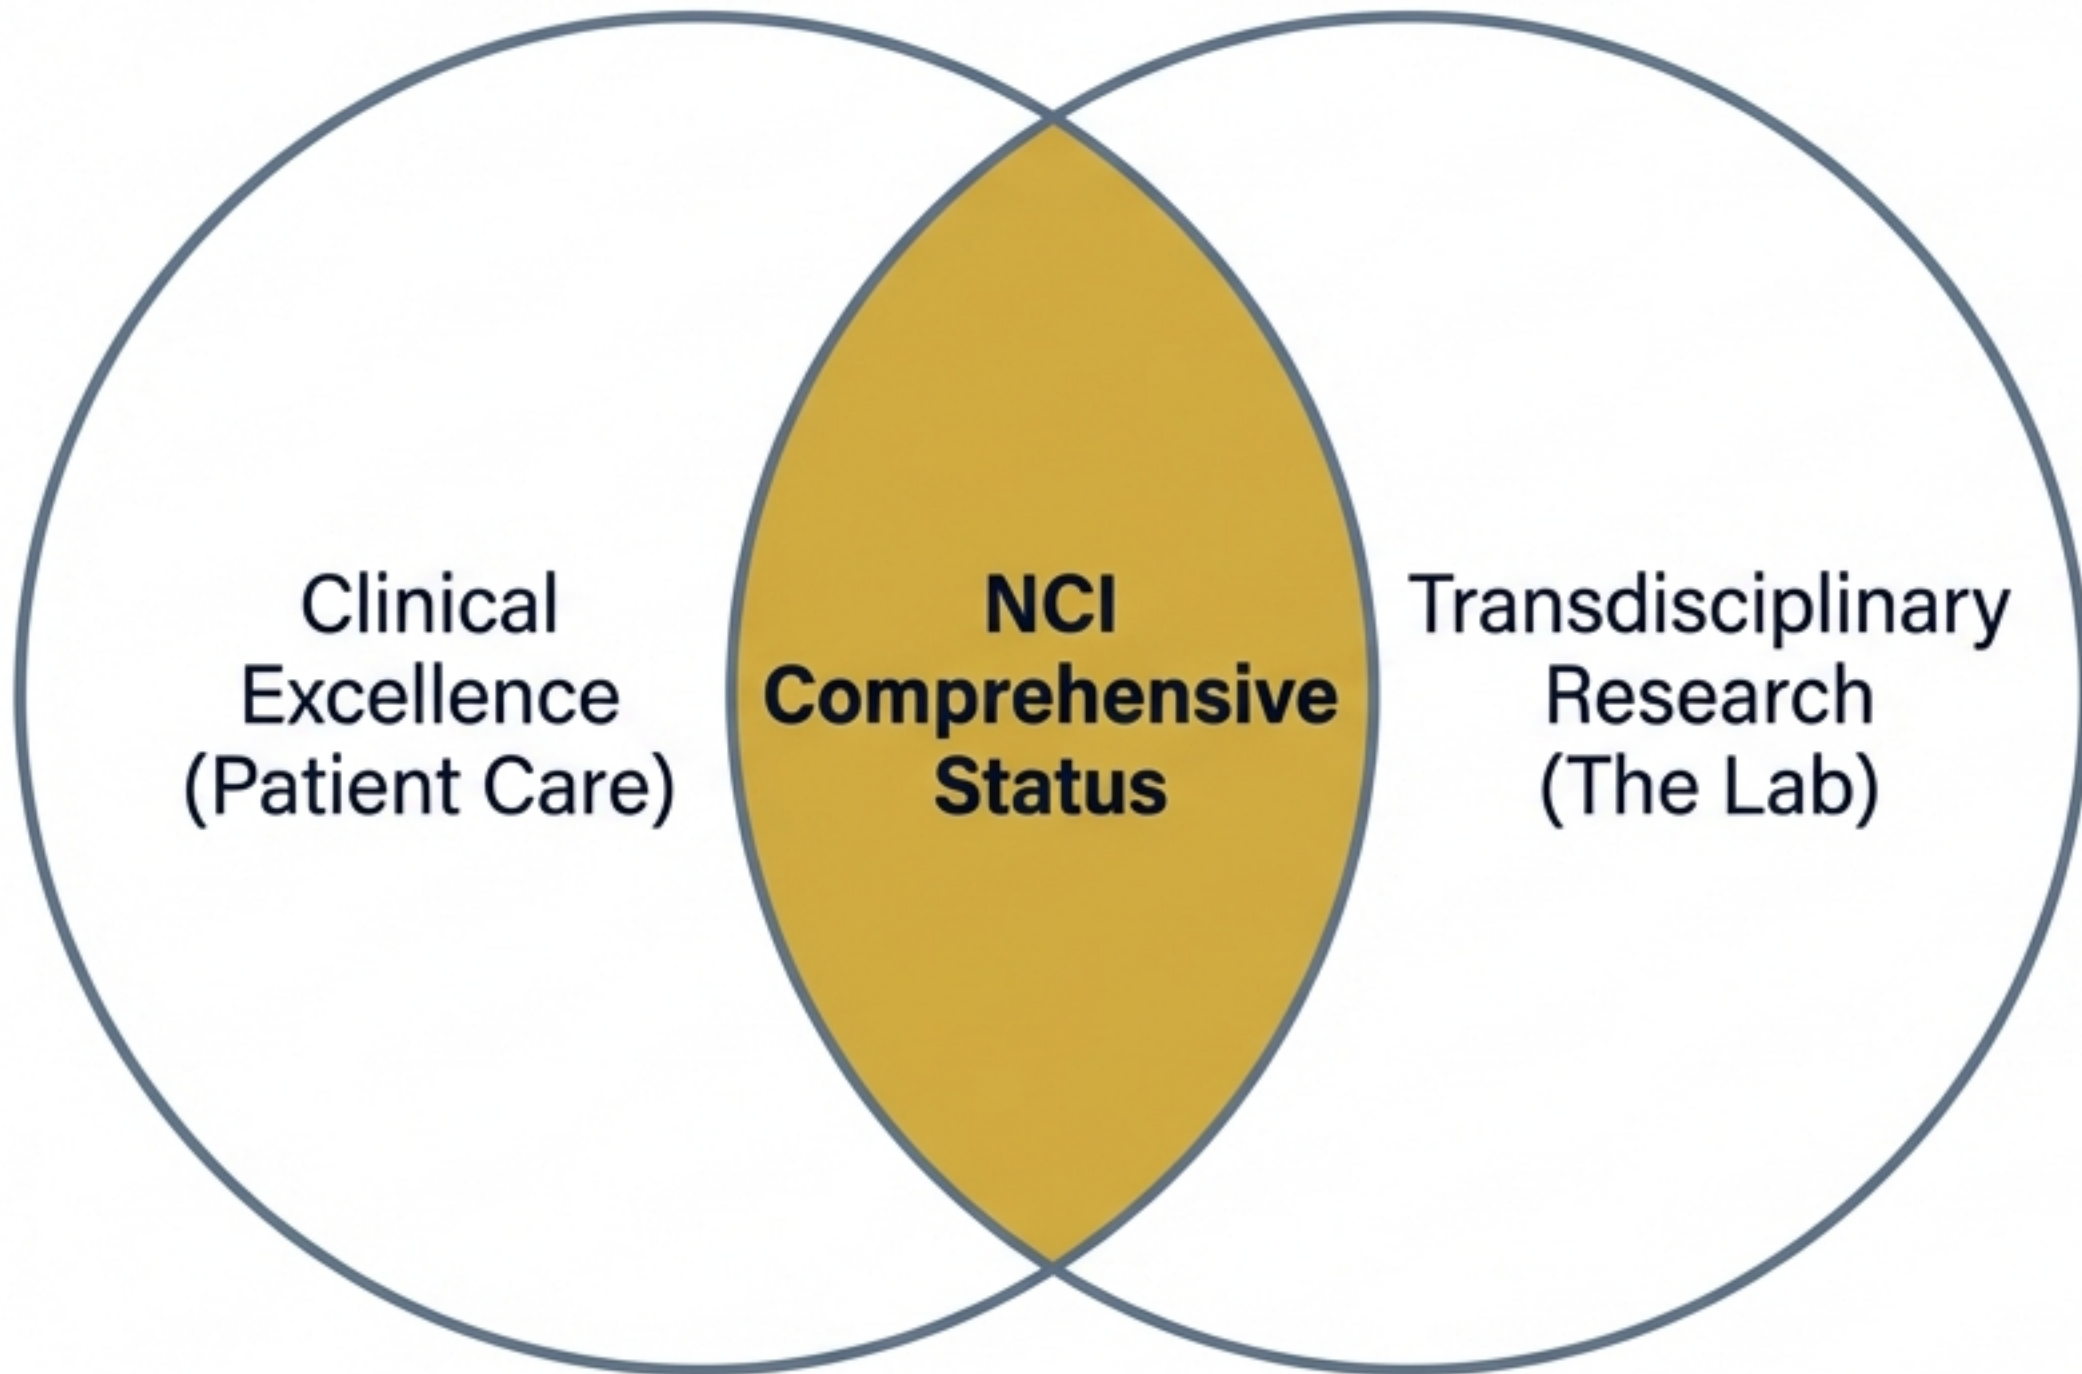 Clinical
Excellence
(Patient Care)
NCI
Comprehensive
Status
Transdisciplinary
Research
(The Lab)